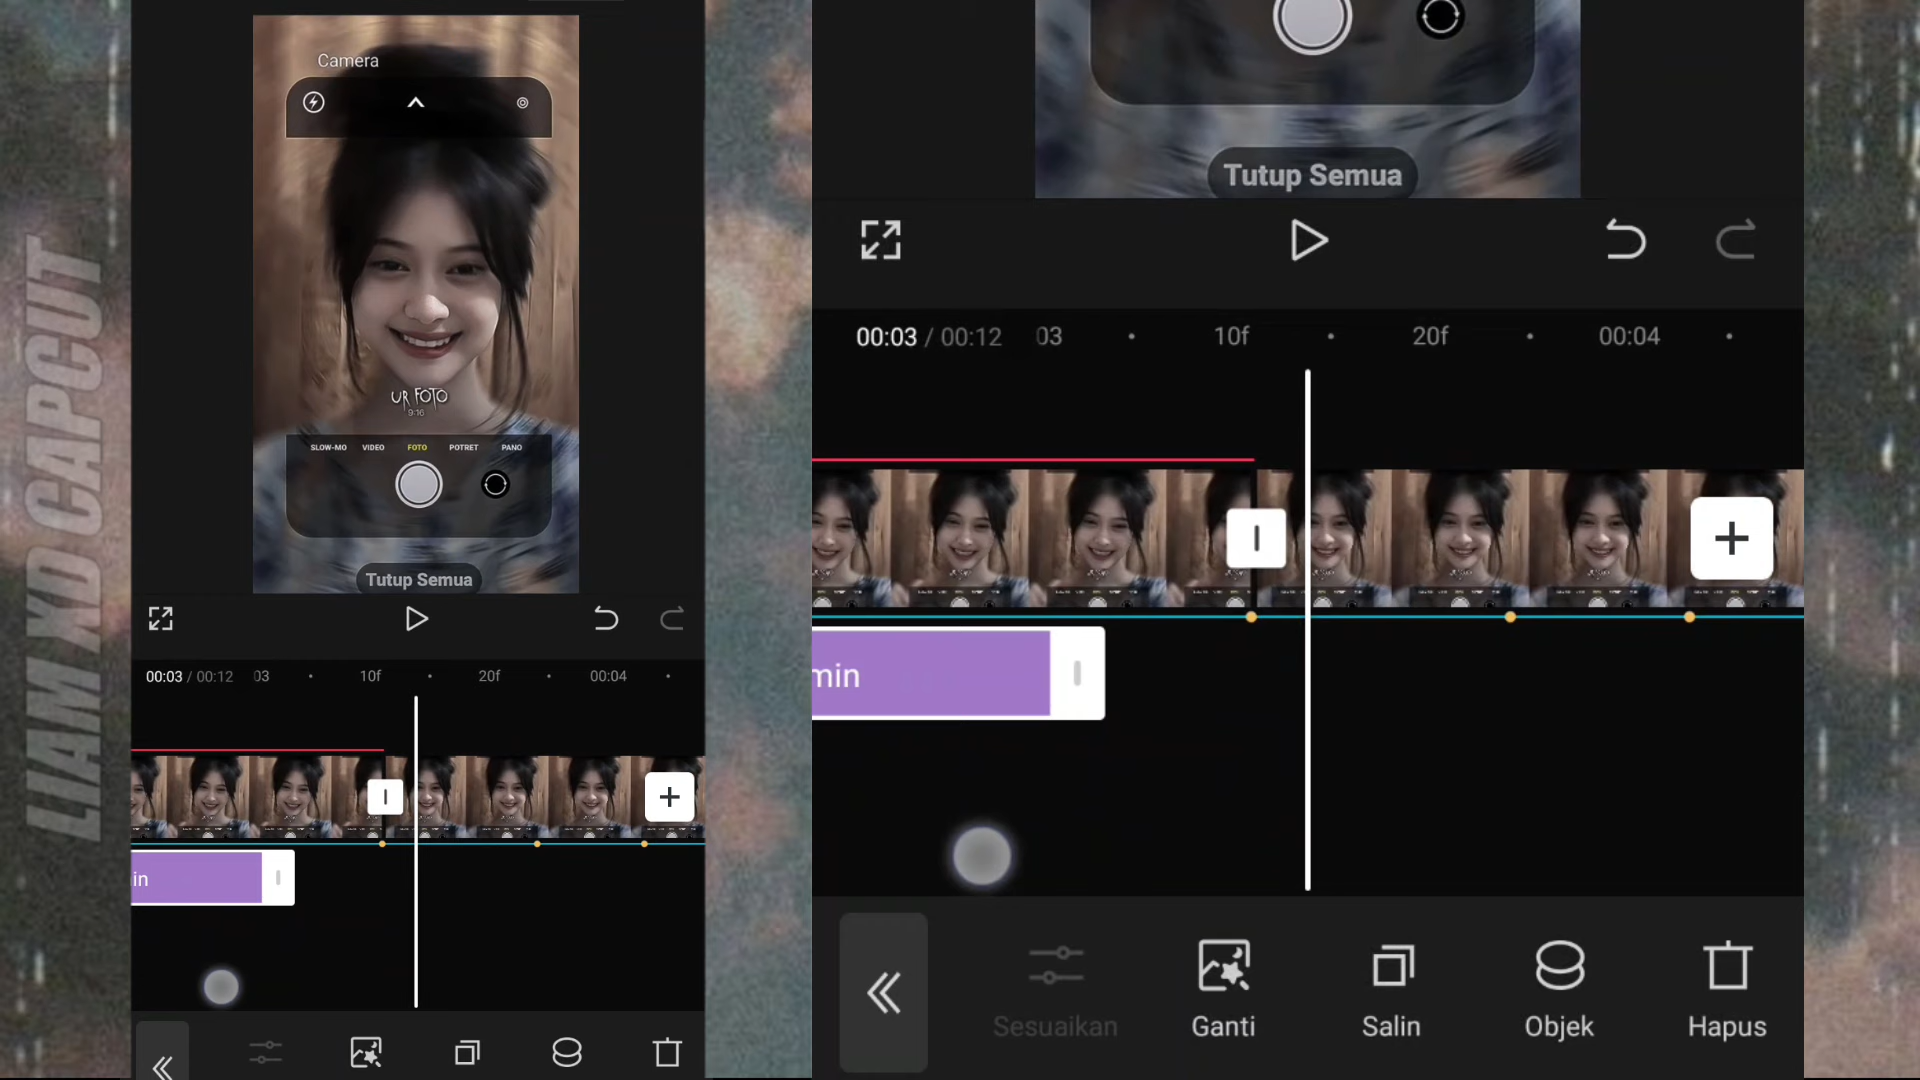 LIAM XD CAPCUT
Camera
UR FOTO
9:16
SLOW-MO VIDEO FOTO POTRET PANO
Tutup Semua
00:03 / 00:12 03 10f 20f 00:04
in
Tutup Semua
00:03 / 00:12 03 10f 20f 00:04
min
Sesuaikan Ganti Salin Objek Hapus